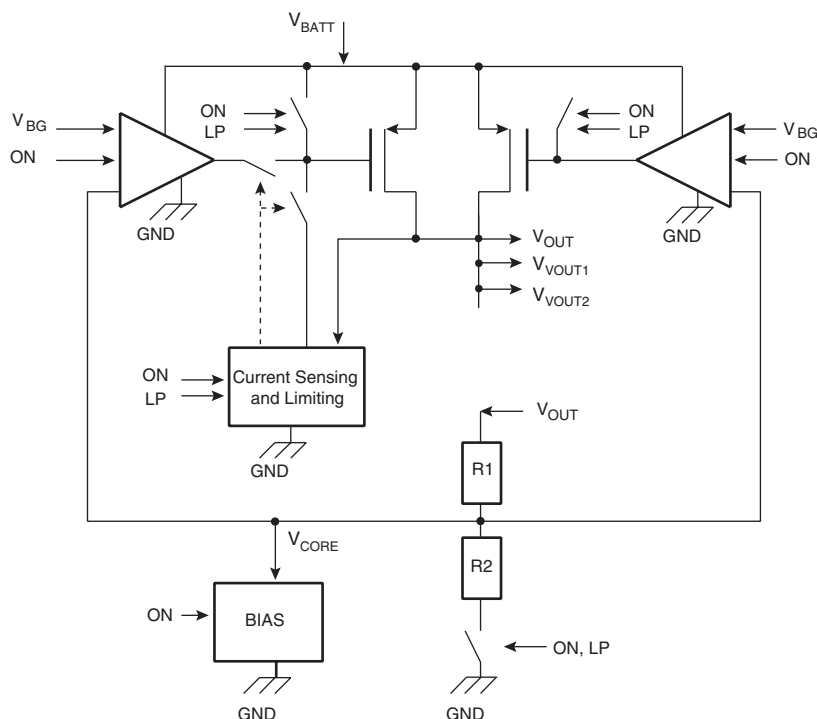 V_BATT
ON
LP
V_BG
ON
ON
LP
V_BG
ON
GND
GND
V_OUT
V_VOUT1
V_VOUT2
ON
LP
Current Sensing
and Limiting
GND
V_OUT
R1
V_CORE
R2
ON
BIAS
ON, LP
GND
GND